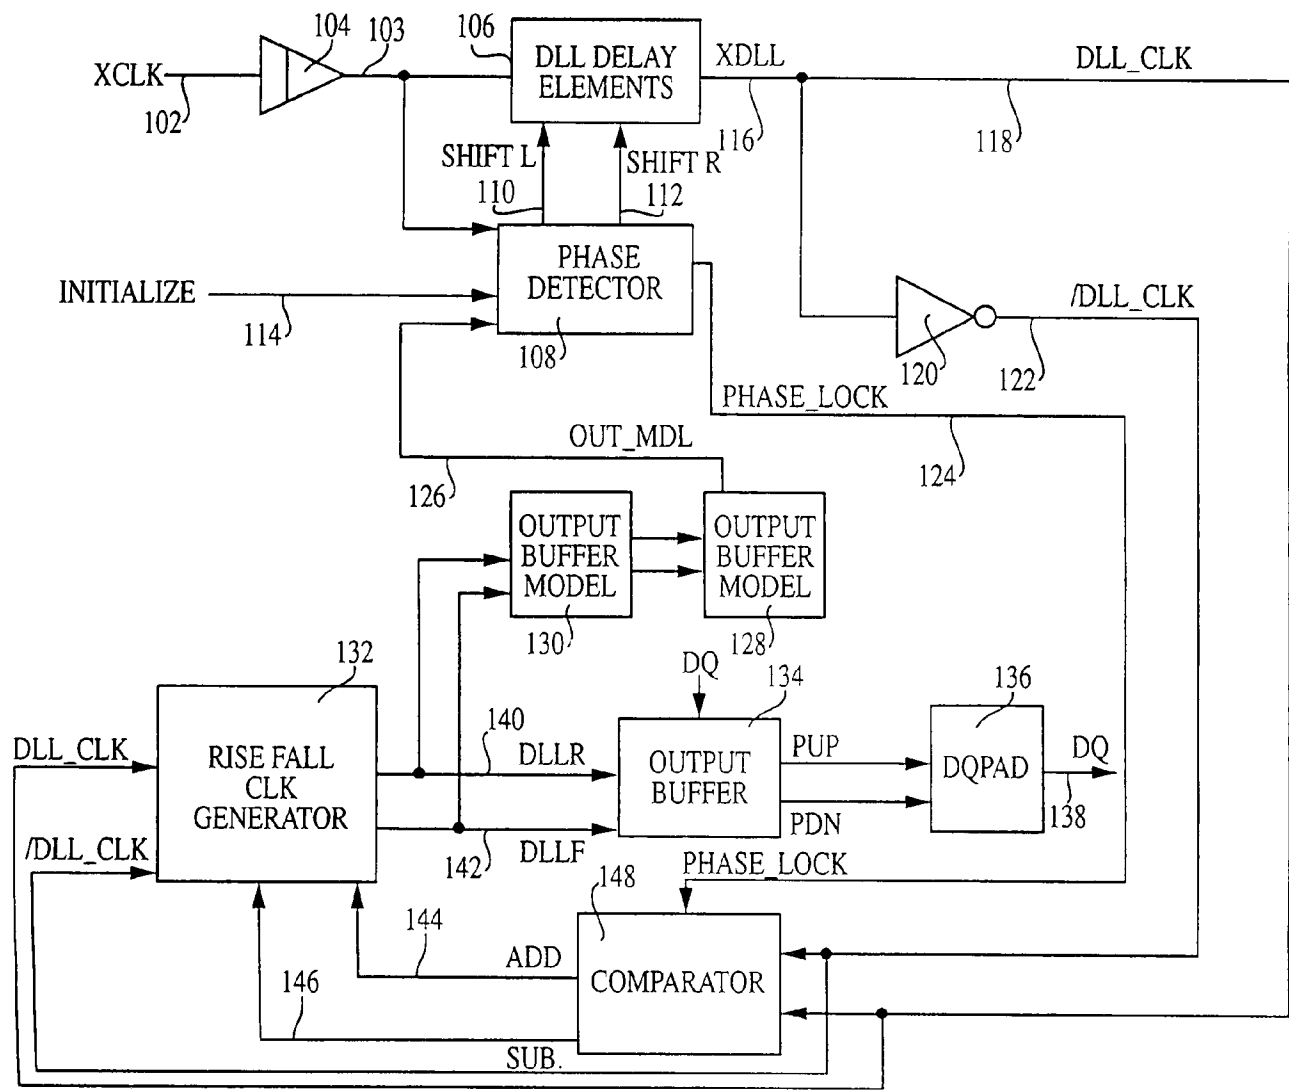 104
103
106
DLL DELAY
ELEMENTS
XDLL
DLL_CLK
XCLK
102
116
118
SHIFT L
SHIFT R
110
112
PHASE
DETECTOR
108
INITIALIZE
114
/DLL_CLK
120
122
PHASE_LOCK
124
OUT_MDL
126
OUTPUT
BUFFER
MODEL
130
OUTPUT
BUFFER
MODEL
128
132
DQ
134
136
DLL_CLK
RISE FALL
CLK
GENERATOR
140
DLLR
OUTPUT
BUFFER
PUP
DQPAD
DQ
138
/DLL_CLK
142
DLLF
PDN
PHASE_LOCK
148
144
ADD
COMPARATOR
146
SUB.